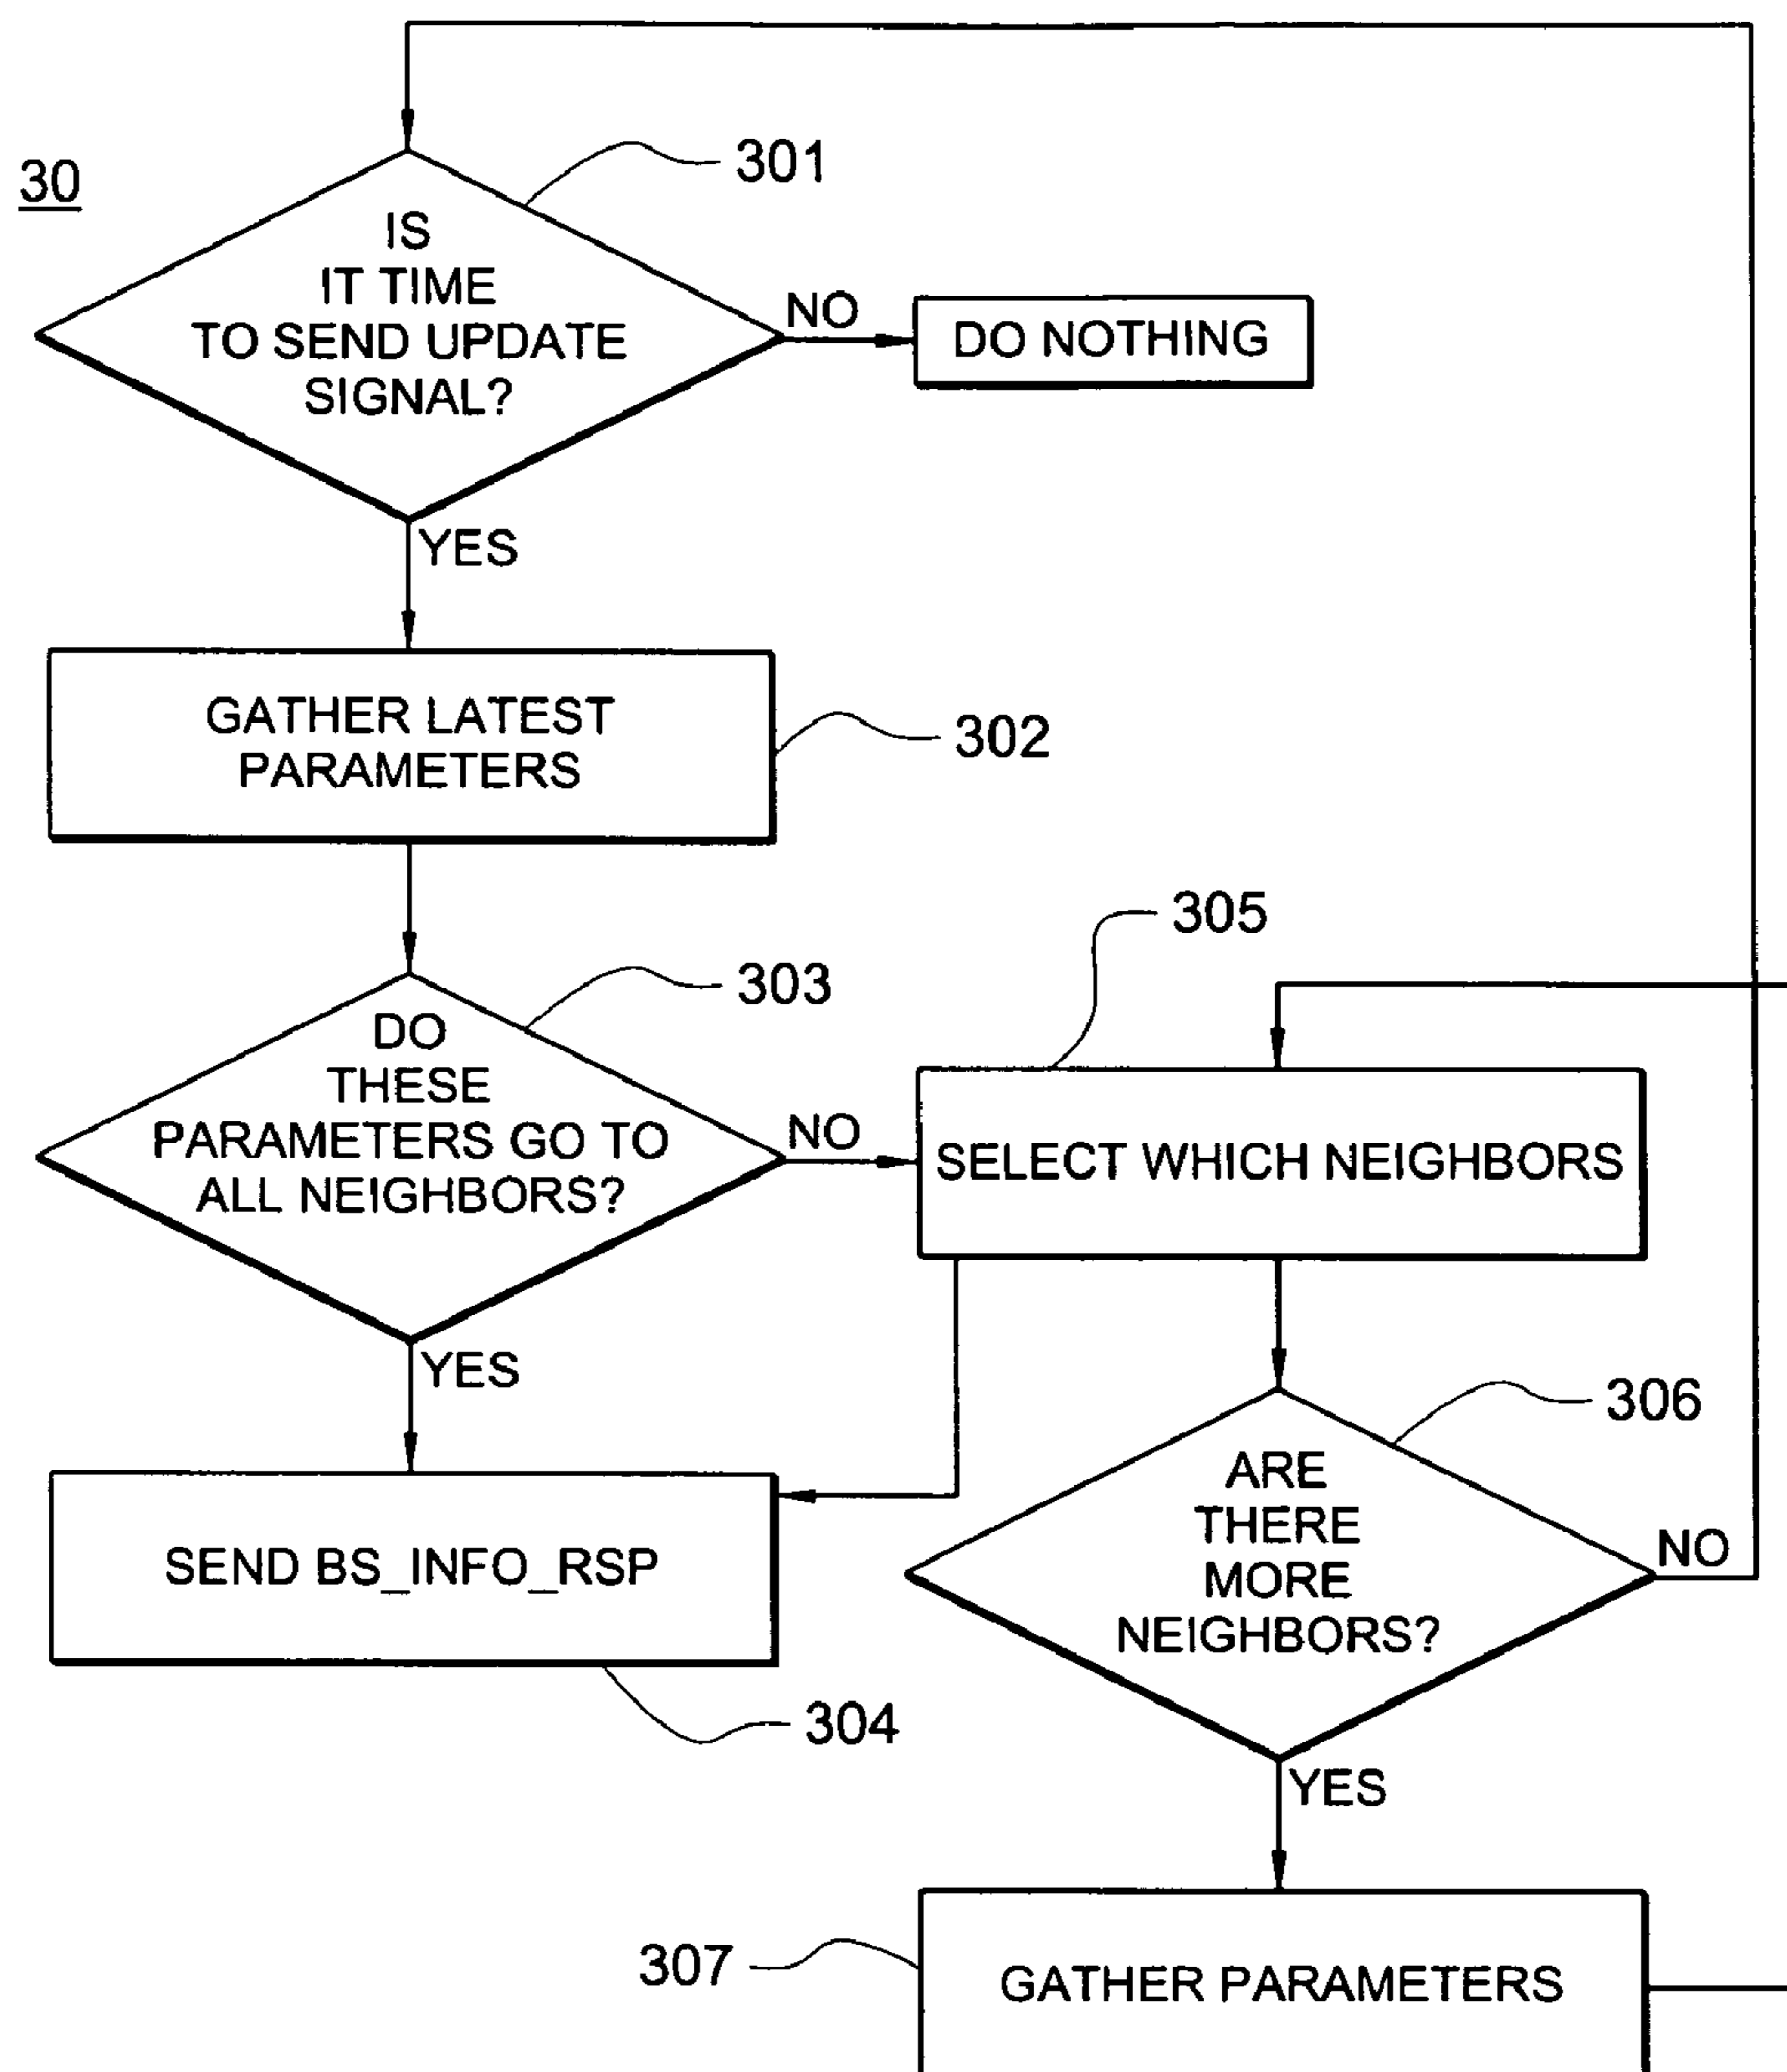 30
301
IS
IT TIME
TO SEND UPDATE
SIGNAL?
NO
DO NOTHING
YES
GATHER LATEST
PARAMETERS
302
303
DO
THESE
PARAMETERS GO TO
ALL NEIGHBORS?
NO
305
SELECT WHICH NEIGHBORS
YES
SEND BS_INFO_RSP
304
306
ARE
THERE
MORE
NEIGHBORS?
NO
YES
307
GATHER PARAMETERS